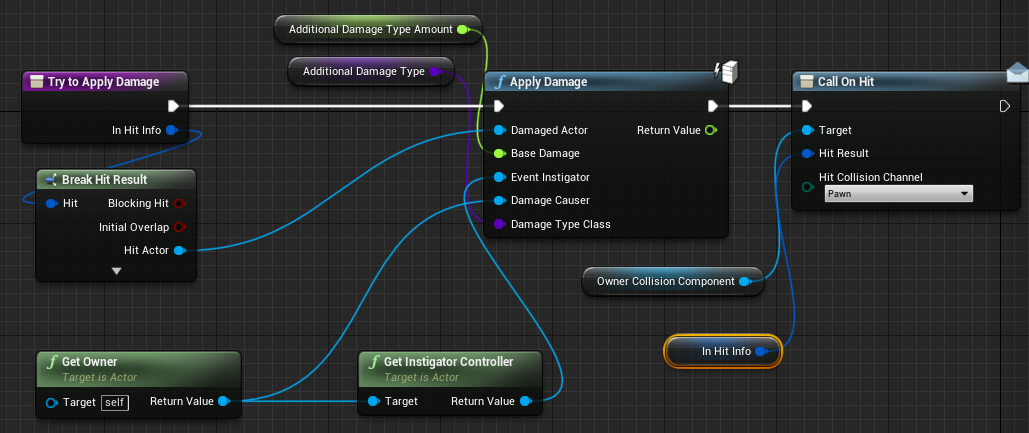 Additional Damage Type Amount
Additional Damage Type
Try to Apply Damage
In Hit Info
Break Hit Result
Hit
Blocking Hit
Initial Overlap
Hit Actor
f Apply Damage
Damaged Actor
Return Value
Base Damage
Event Instigator
Damage Causer
Damage Type Class
Call On Hit
Target
Hit Result
Hit Collision Channel
Pawn
Owner Collision Component
In Hit Info
f Get Owner
Target is Actor
Target self
Return Value
f Get Instigator Controller
Target is Actor
Target
Return Value